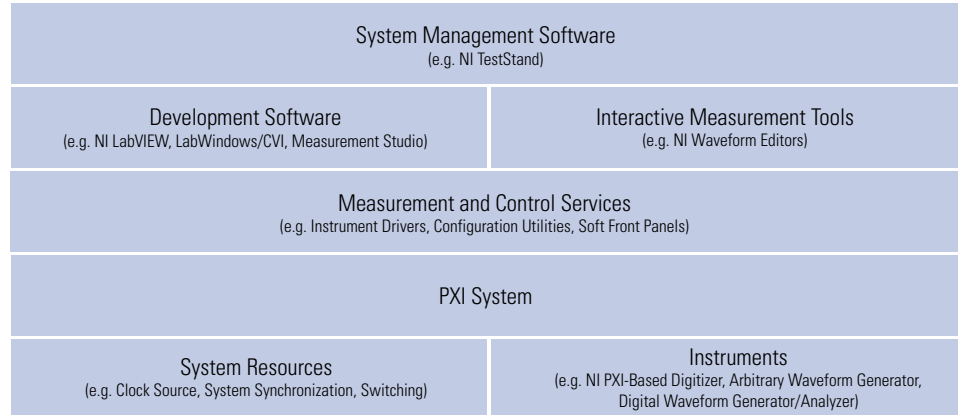 System Management Software
(e.g. NI TestStand)
Development Software
(e.g. NI LabVIEW, LabWindows/CVI, Measurement Studio)
Interactive Measurement Tools
(e.g. NI Waveform Editors)
Measurement and Control Services
(e.g. Instrument Drivers, Configuration Utilities, Soft Front Panels)
PXI System
System Resources
(e.g. Clock Source, System Synchronization, Switching)
Instruments
(e.g. NI PXI-Based Digitizer, Arbitrary Waveform Generator,
Digital Waveform Generator/Analyzer)